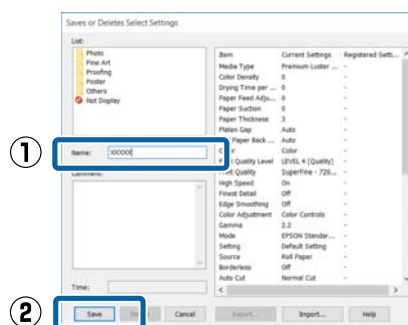 Saves or Deletes Select Settings
List:
Photo
Fine Art
Proofing
Poster
Others
Not Display
① Name: XXXXXX
Comment:
Time:
② Save Cancel Export... Import... Help
Item Current Settings Registered Setti...
Media Type Premium Luster ... -
Color Density 0 -
Drying Time per ... 0 -
Paper Feed Adju... 0 -
Paper Suction 0 -
Paper Thickness 3 -
Platen Gap Auto -
Paper Back ... Auto -
Color -
Quality Level LEVEL 4 (Quality) -
Quality SuperFine - 720... -
High Speed On -
Finest Detail Off -
Edge Smoothing Off -
Color Adjustment Color Controls -
Gamma 2.2 -
Mode EPSON Standar... -
Setting Default Setting -
Source Roll Paper -
Borderless Off -
Auto Cut Normal Cut -